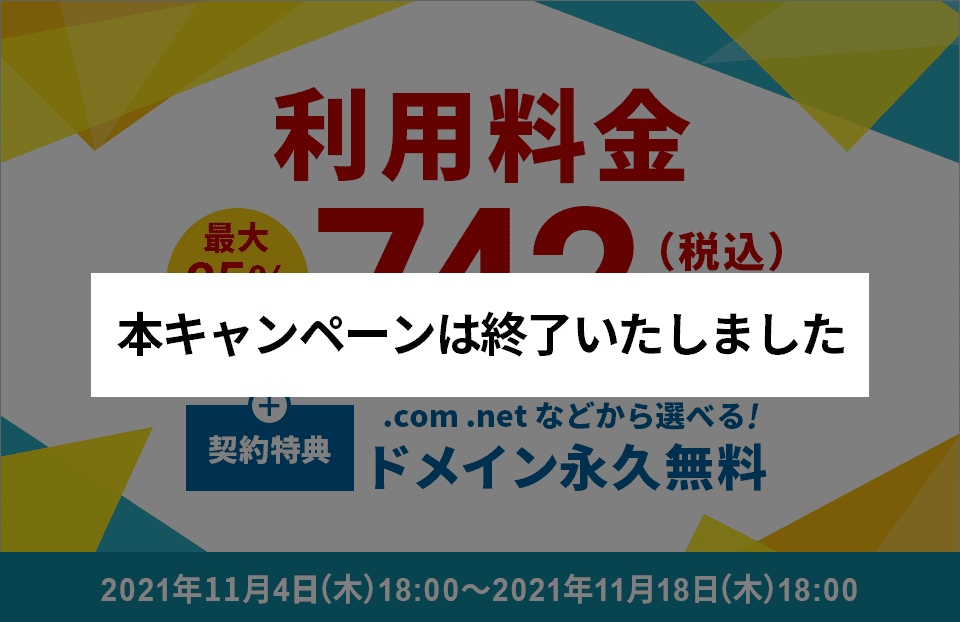 利用料金
最大
742
（税込）
本キャンペーンは終了いたしました
+
契約特典
.com .net などから選べる!
ドメイン永久無料
2021年11月4日(木)18:00～2021年11月18日(木)18:00